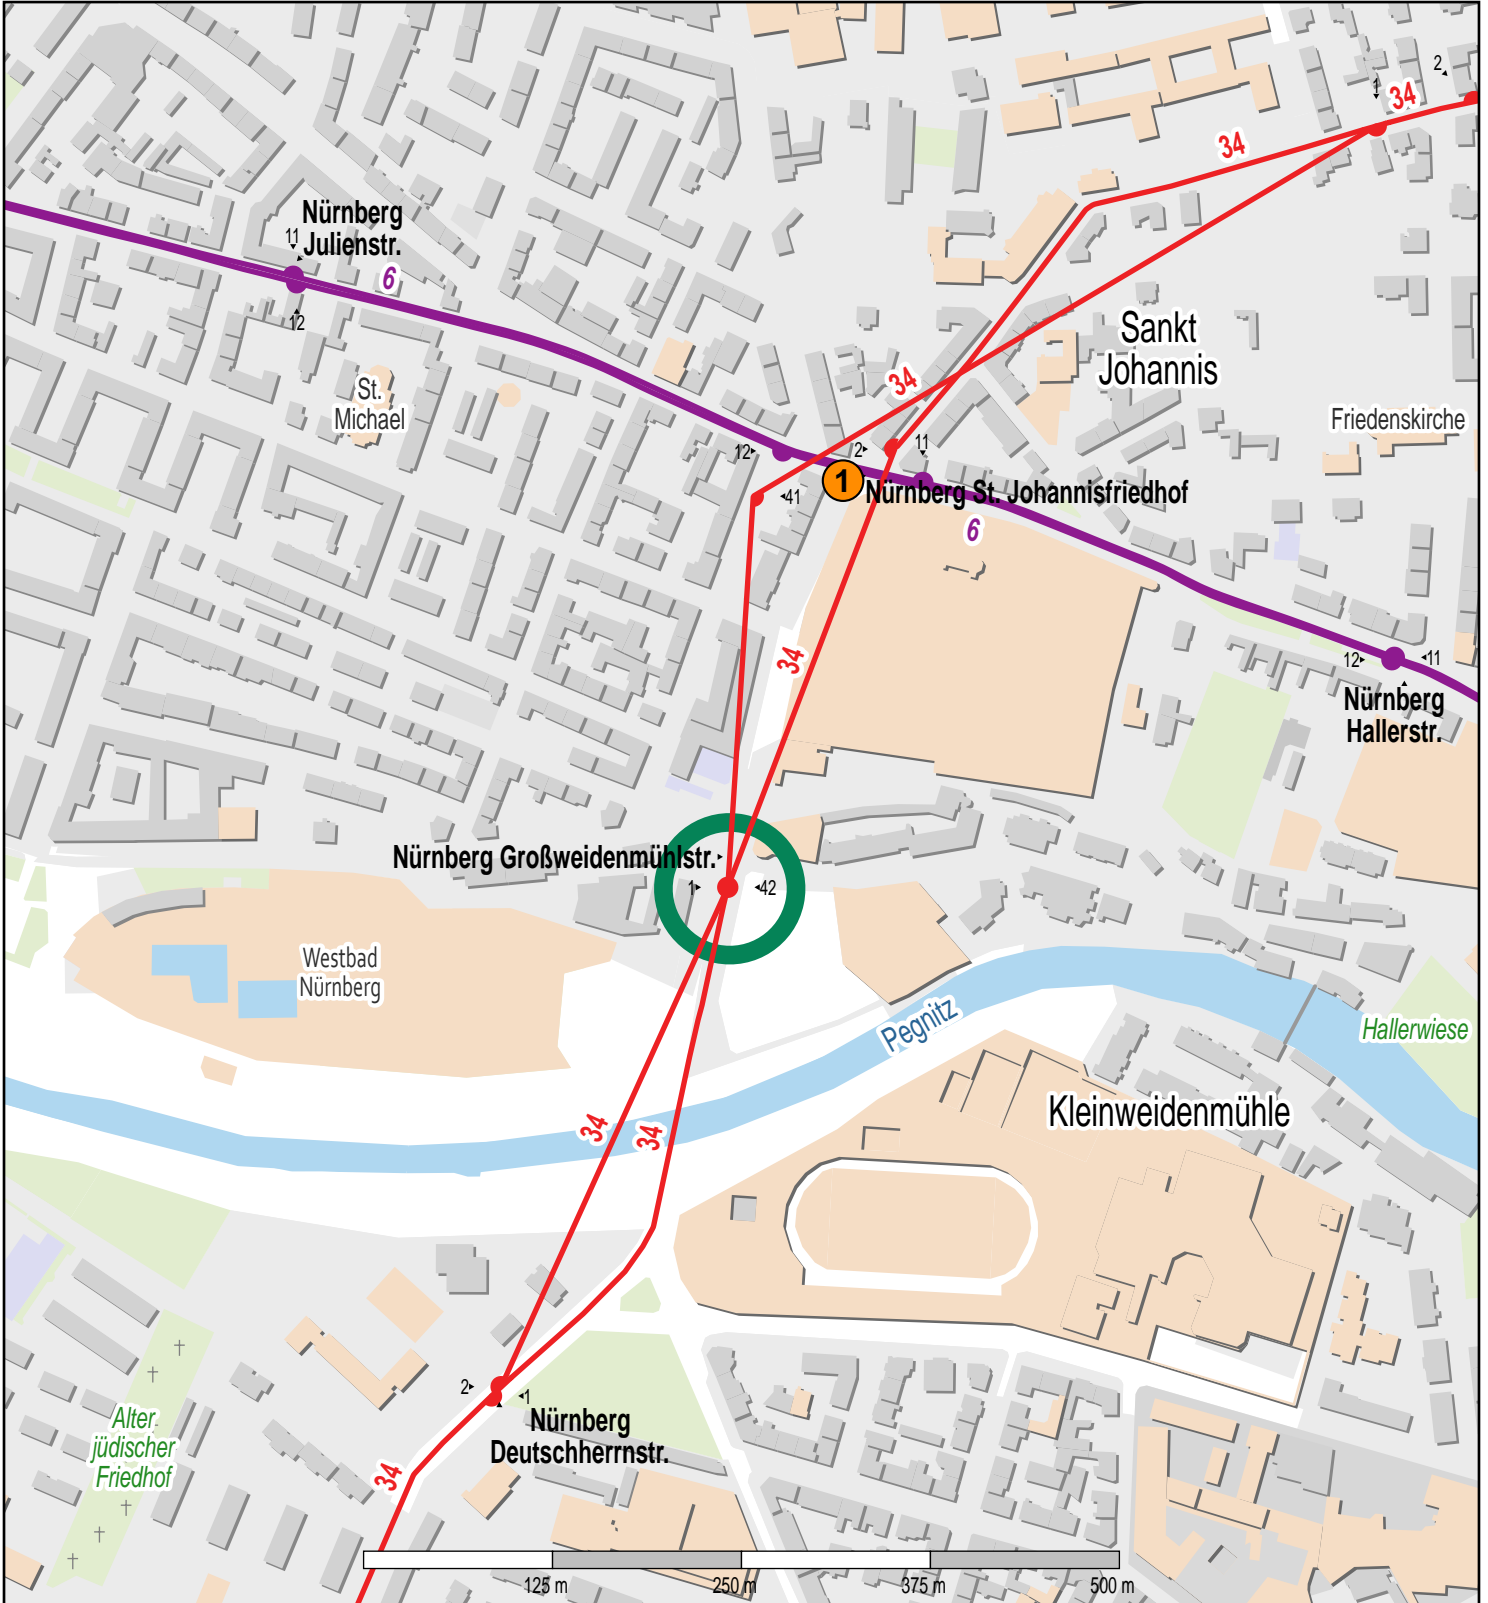 2
1
34
34
Nürnberg
Julienstr.
11
6
12
Sankt
Johannis
St.
Michael
34
Friedenskirche
12
2
11
41
1
Nürnberg St. Johannisfriedhof
6
34
12
11
Nürnberg
Hallerstr.
Nürnberg Großweidenmühlstr.
1
42
Westbad
Nürnberg
Pegnitz
Hallerwiese
Kleinweidenmühle
34
34
2
1
Nürnberg
Deutschherrnstr.
Alter
jüdischer
Friedhof
34
125 m
250 m
375 m
500 m